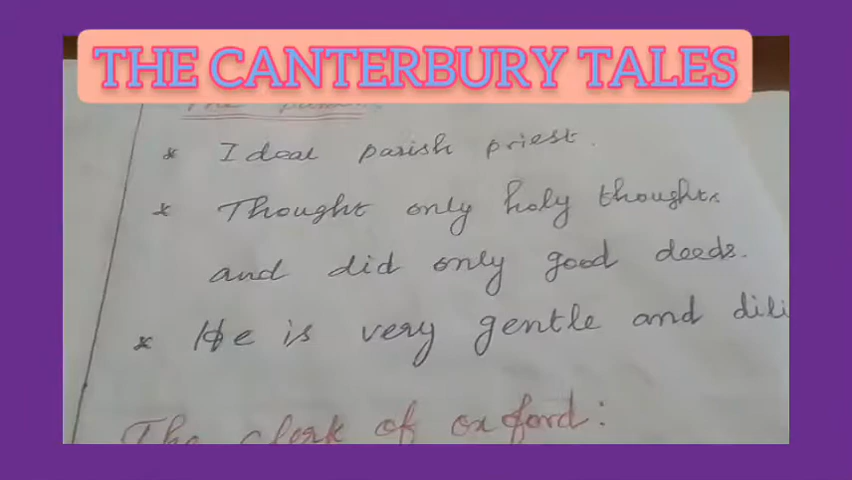 THE CANTERBURY TALES
* Ideal parish priest.
* Thought only holy thoughts
and did only good deeds.
* He is very gentle and dili
The clerk of oxford: